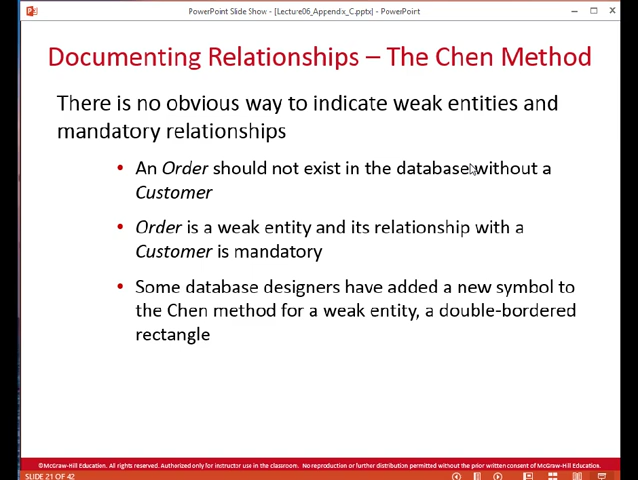 PowerPoint Slide Show - [Lecture06_Appendix_C.pptx] - PowerPoint
Documenting Relationships – The Chen Method
There is no obvious way to indicate weak entities and
mandatory relationships
• An Order should not exist in the database without a
Customer
• Order is a weak entity and its relationship with a
Customer is mandatory
• Some database designers have added a new symbol to
the Chen method for a weak entity, a double-bordered
rectangle
©McGraw-Hill Education. All rights reserved. Authorized only for instructor use in the classroom. No reproduction or further distribution permitted without the prior written consent of McGraw-Hill Education.
SLIDE 21 OF 42